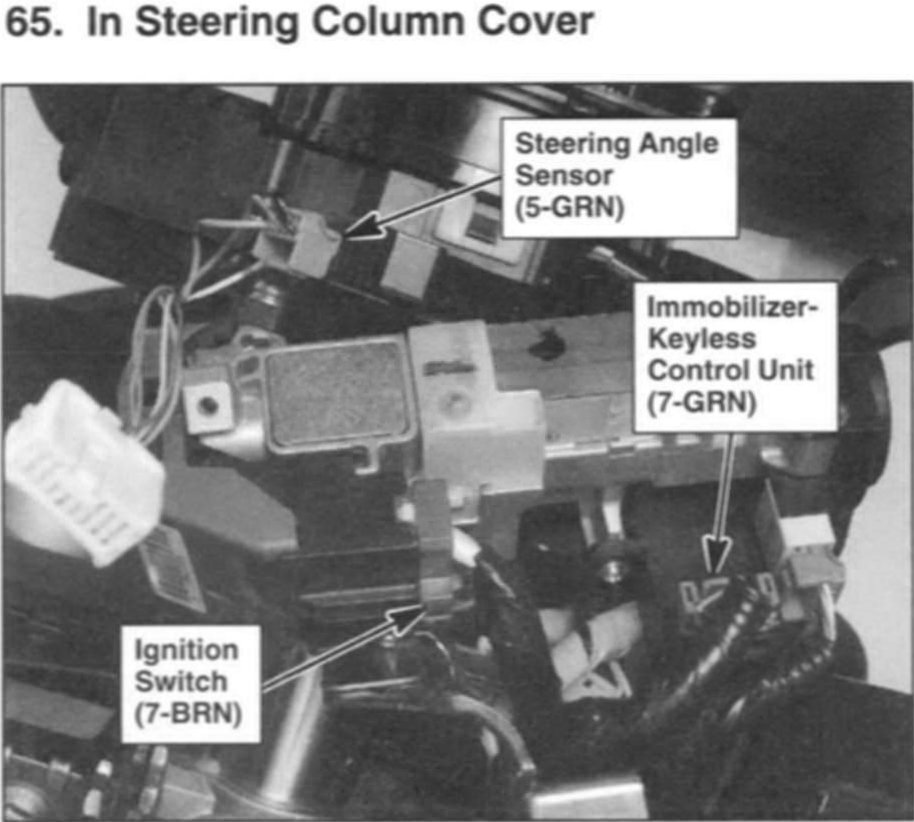 65. In Steering Column Cover
Steering Angle
Sensor
(5-GRN)
Immobilizer-
Keyless
Control Unit
(7-GRN)
Ignition
Switch
(7-BRN)